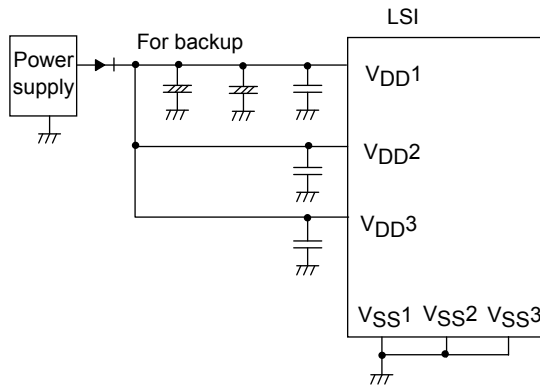 LSI
For backup
Power
supply
VDD1
VDD2
VDD3
VSS1 VSS2 VSS3